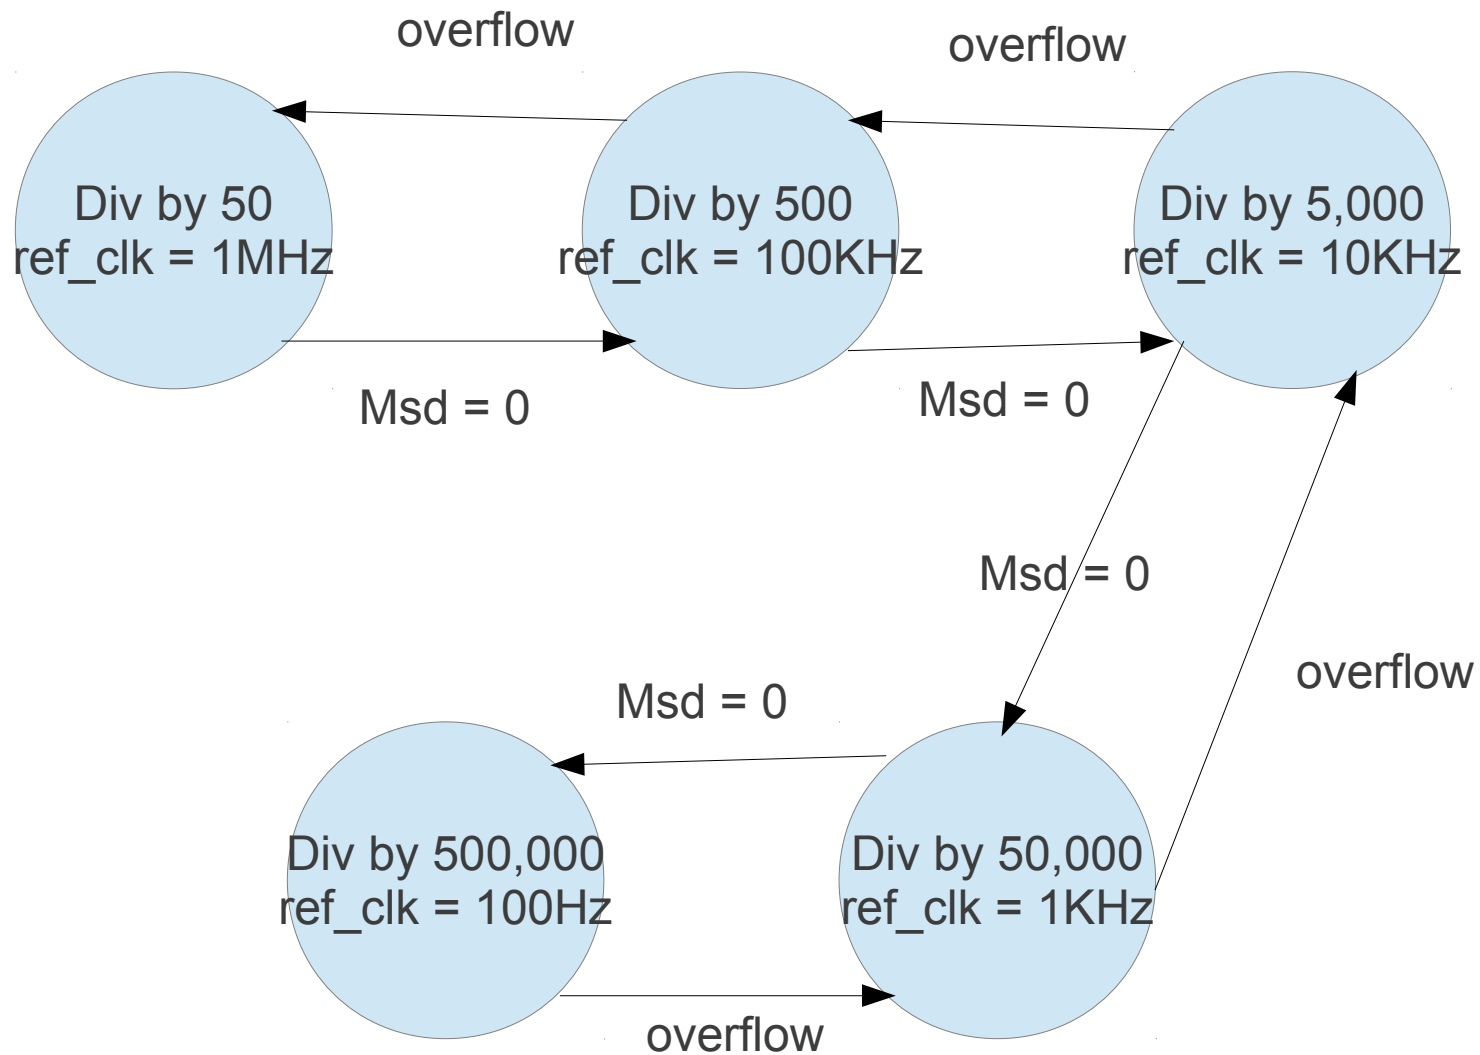 overflow
overflow
Div by 50
ref_clk = 1MHz
Div by 500
ref_clk = 100KHz
Div by 5,000
ref_clk = 10KHz
Msd = 0
Msd = 0
Msd = 0
overflow
Msd = 0
Div by 500,000
ref_clk = 100Hz
Div by 50,000
ref_clk = 1KHz
overflow